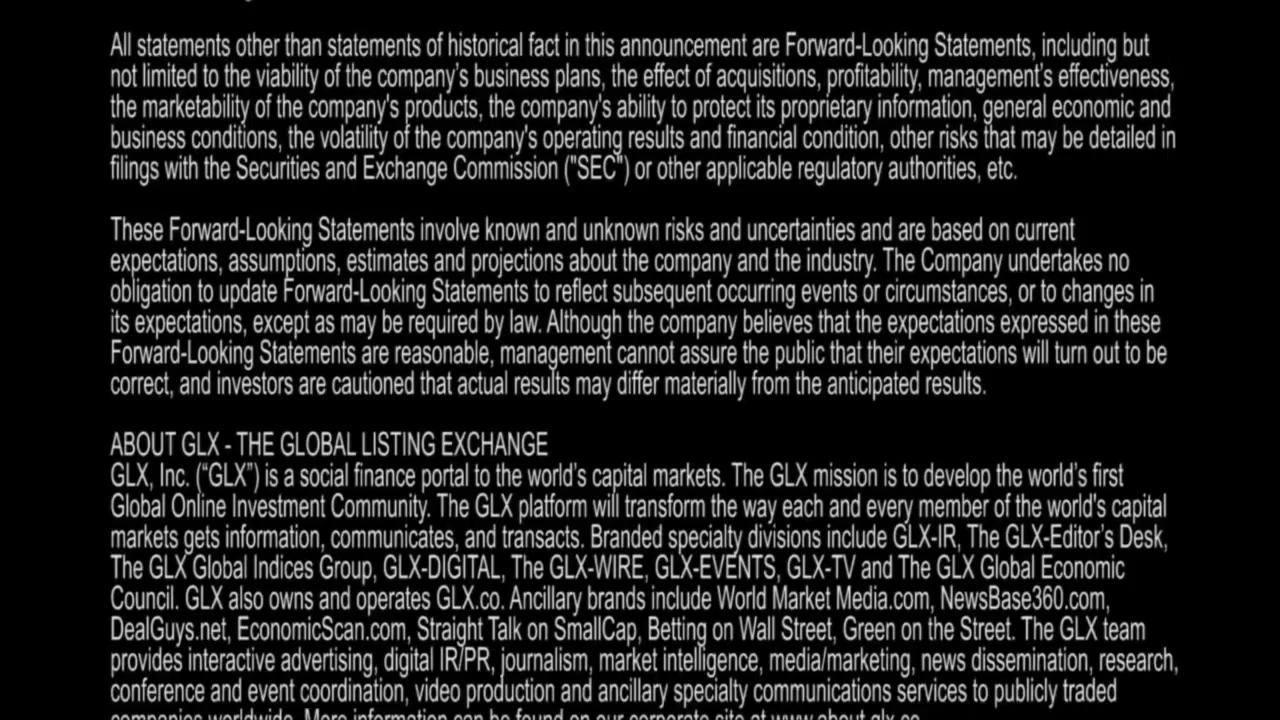 All statements other than statements of historical fact in this announcement are Forward-Looking Statements, including but
not limited to the viability of the company's business plans, the effect of acquisitions, profitability, management's effectiveness,
the marketability of the company's products, the company's ability to protect its proprietary information, general economic and
business conditions, the volatility of the company's operating results and financial condition, other risks that may be detailed in
filings with the Securities and Exchange Commission ("SEC") or other applicable regulatory authorities, etc.
These Forward-Looking Statements involve known and unknown risks and uncertainties and are based on current
expectations, assumptions, estimates and projections about the company and the industry. The Company undertakes no
obligation to update Forward-Looking Statements to reflect subsequent occurring events or circumstances, or to changes in
its expectations, except as may be required by law. Although the company believes that the expectations expressed in these
Forward-Looking Statements are reasonable, management cannot assure the public that their expectations will turn out to be
correct, and investors are cautioned that actual results may differ materially from the anticipated results.
ABOUT GLX - THE GLOBAL LISTING EXCHANGE
GLX, Inc. (“GLX”) is a social finance portal to the world's capital markets. The GLX mission is to develop the world's first
Global Online Investment Community. The GLX platform will transform the way each and every member of the world's capital
markets gets information, communicates, and transacts. Branded specialty divisions include GLX-IR, The GLX-Editor's Desk,
The GLX Global Indices Group, GLX-DIGITAL, The GLX-WIRE, GLX-EVENTS, GLX-TV and The GLX Global Economic
Council. GLX also owns and operates GLX.co. Ancillary brands include World Market Media.com, NewsBase360.com,
DealGuys.net, EconomicScan.com, Straight Talk on SmallCap, Betting on Wall Street, Green on the Street. The GLX team
provides interactive advertising, digital IR/PR, journalism, market intelligence, media/marketing, news dissemination, research,
conference and event coordination, video production and ancillary specialty communications services to publicly traded
companies worldwide. More information can be found on our corporate site at www.about.glx.co